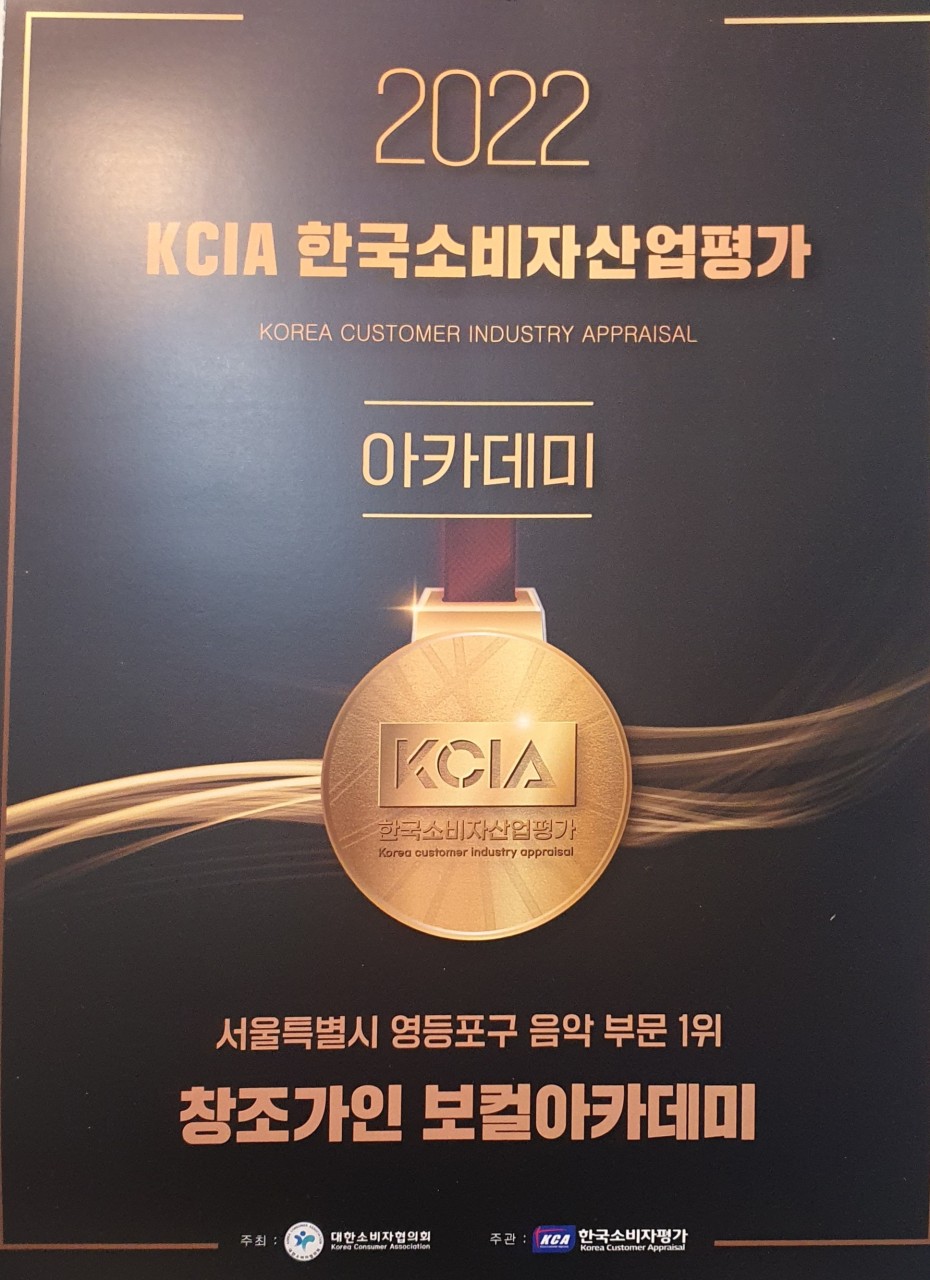 2022
KCIA 한국소비자산업평가
KOREA CUSTOMER INDUSTRY APPRAISAL
아카데미
KCIA
한국소비자산업평가
Korea customer industry appraisal
서울특별시 영등포구 음악 부문 1위
창조가인 보컬아카데미
주최 : 대한소비자협의회
Korea Consumer Association
주관 : KCA 한국소비자평가
Korea Customer Appraisal